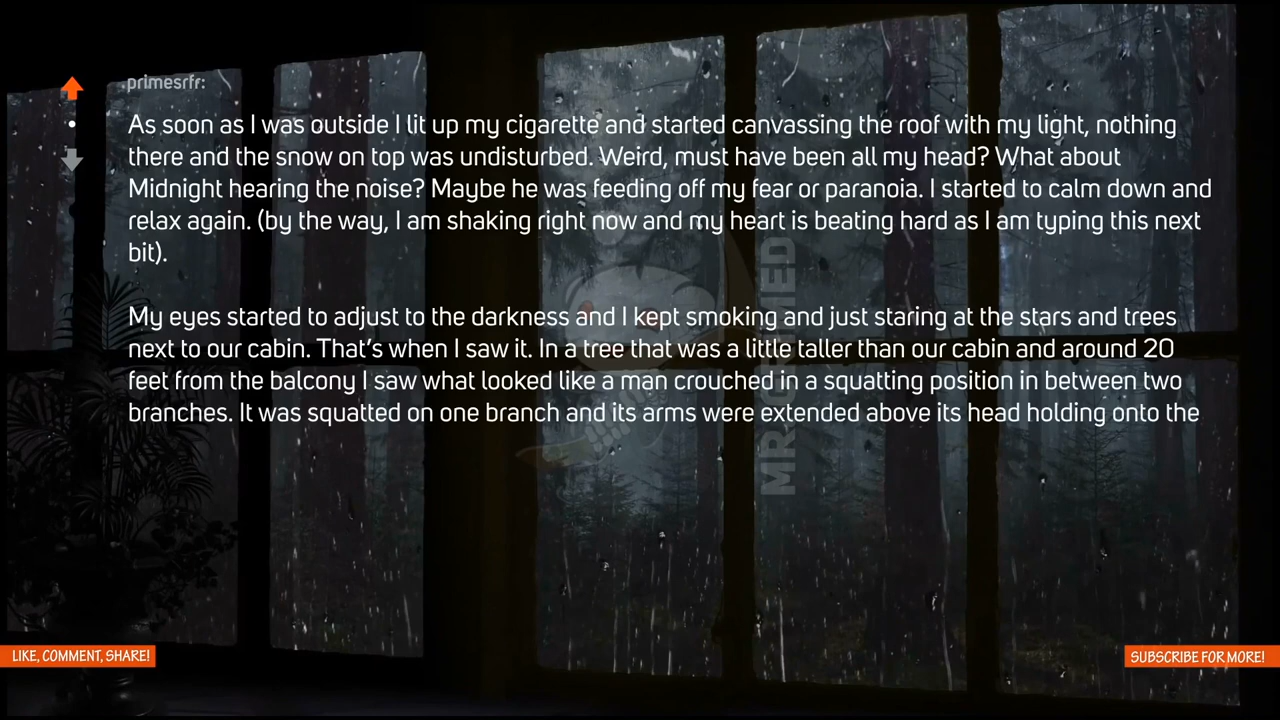 .primesrfr:
As soon as I was outside I lit up my cigarette and started canvassing the roof with my light, nothing
there and the snow on top was undisturbed. Weird, must have been all my head? What about
Midnight hearing the noise? Maybe he was feeding off my fear or paranoia. I started to calm down and
relax again. (by the way, I am shaking right now and my heart is beating hard as I am typing this next
bit).
My eyes started to adjust to the darkness and I kept smoking and just staring at the stars and trees
next to our cabin. That's when I saw it. In a tree that was a little taller than our cabin and around 20
feet from the balcony I saw what looked like a man crouched in a squatting position in between two
branches. It was squatted on one branch and its arms were extended above its head holding onto the
LIKE, COMMENT, SHARE!
SUBSCRIBE FOR MORE!